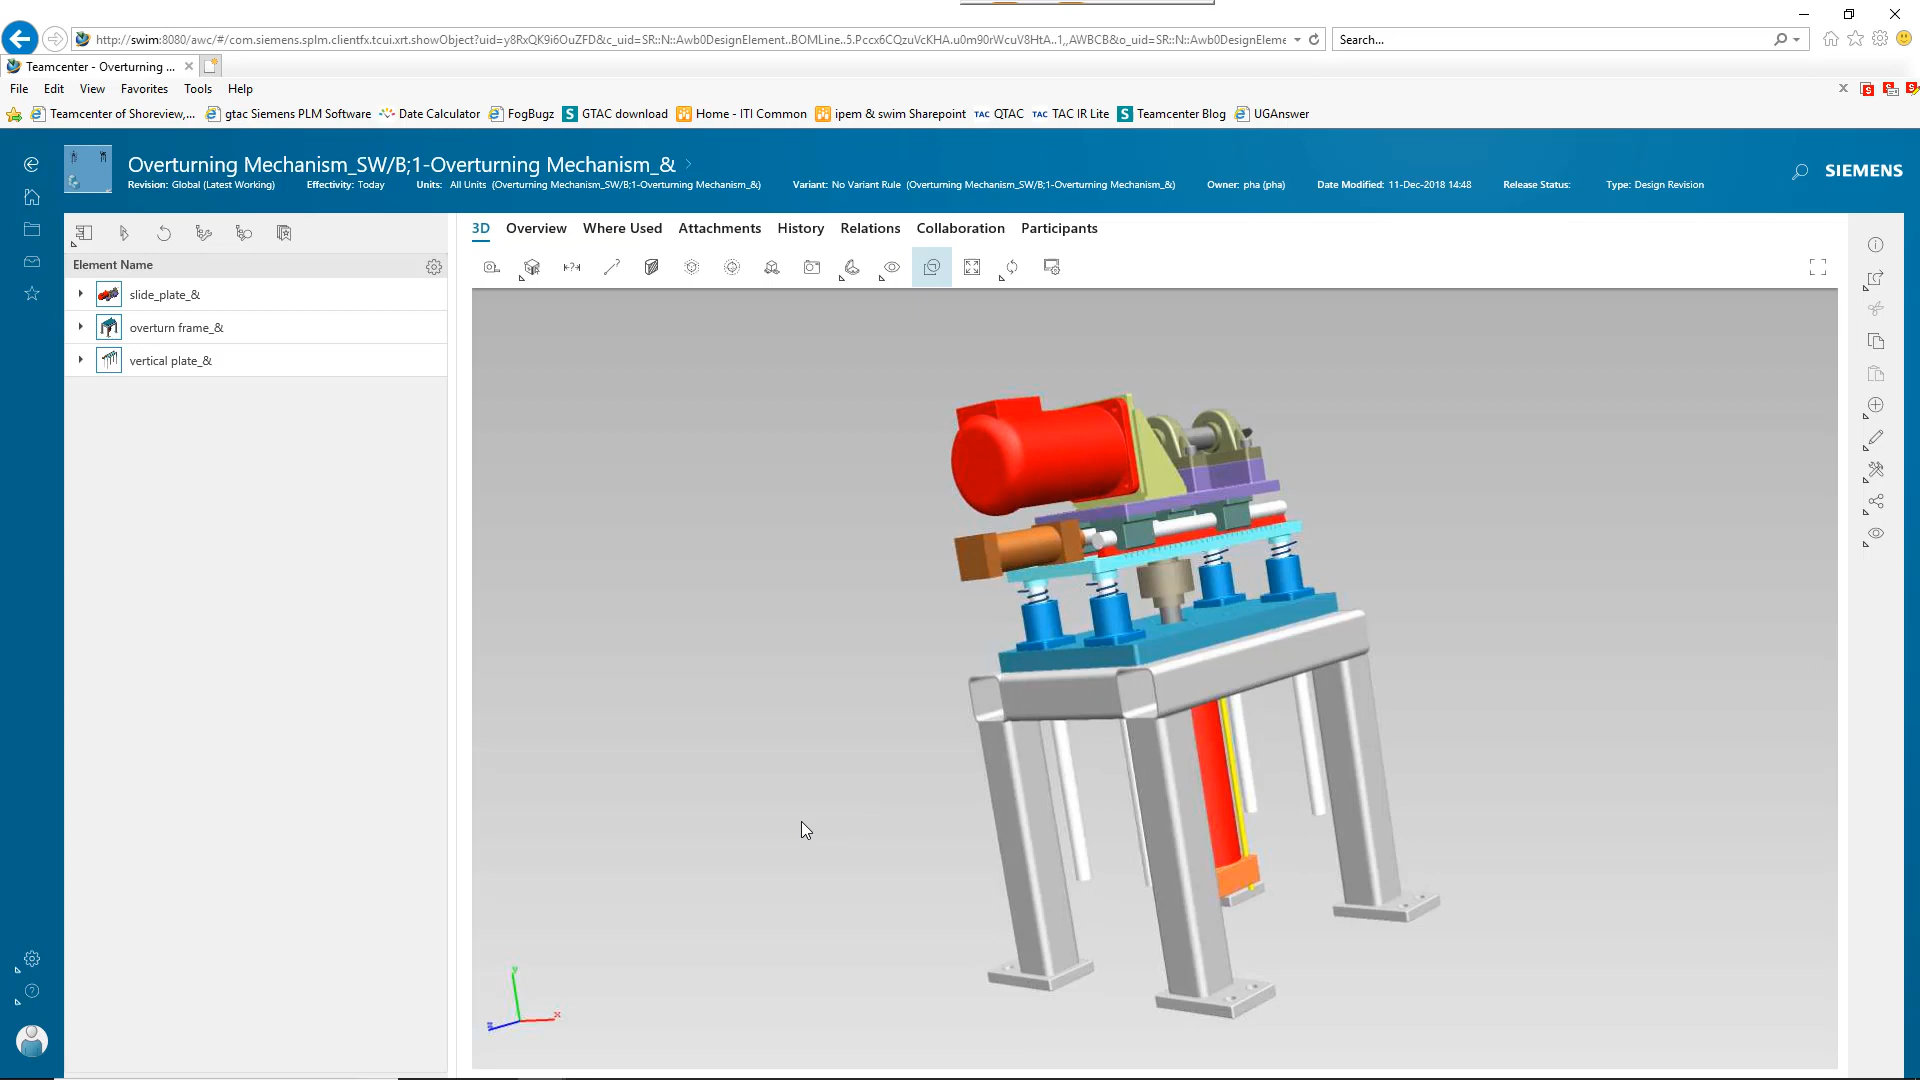 http://swim:8080/awc/#/com.siemens.splm.clientfx.tcui.xrt.showObject?uid=y8RxQK9i6OuZFD&c_uid=SR::N::Awb0DesignElement..BOMLine..5.Pccx6CQzuVcKHA.u0m90rWcuV8HtA..1,,AWBCB&o_uid=SR::N::Awb0DesignEleme
Search...
Teamcenter - Overturning ...
File Edit View Favorites Tools Help
Teamcenter of Shoreview,... gtac Siemens PLM Software Date Calculator FogBugz GTAC download Home - ITI Common ipem & swim Sharepoint TAC QTAC TAC TAC IR Lite Teamcenter Blog UGAnswer
Overturning Mechanism_SW/B;1-Overturning Mechanism_&
SIEMENS
Revision: Global (Latest Working) Effectivity: Today Units: All Units (Overturning Mechanism_SW/B;1-Overturning Mechanism_&) Variant: No Variant Rule (Overturning Mechanism_SW/B;1-Overturning Mechanism_&) Owner: pha (pha) Date Modified: 11-Dec-2018 14:48 Release Status: Type: Design Revision
3D Overview Where Used Attachments History Relations Collaboration Participants
Element Name
slide_plate_&
overturn frame_&
vertical plate_&
y
x
z